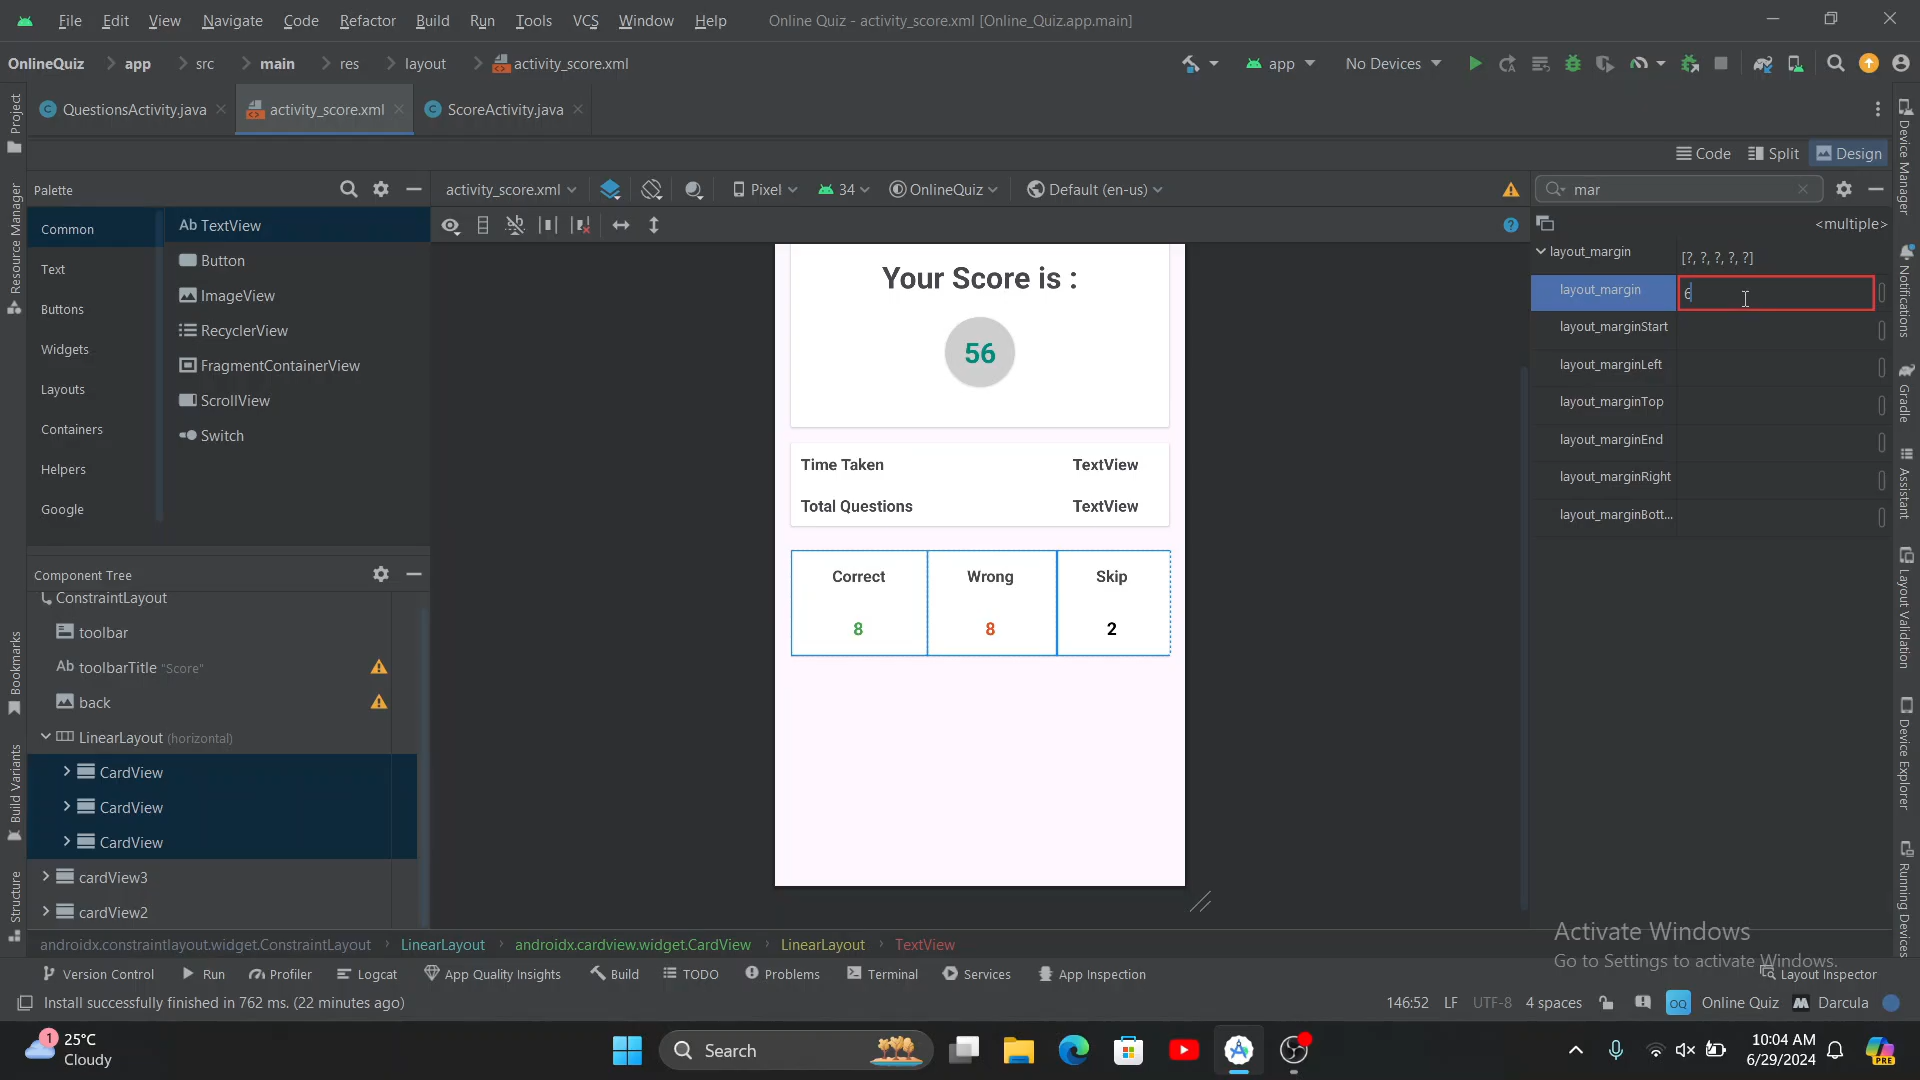 File Edit View Navigate Code Refactor Build Run Tools VCS Window Help Online Quiz - activity_score.xml [Online_Quiz.app.main]
OnlineQuiz app src main res layout activity_score.xml app No Devices
QuestionsActivity.java activity_score.xml ScoreActivity.java
Code Split Design
Palette activity_score.xml Pixel 34 OnlineQuiz Default (en-us) mar
Common Ab TextView <multiple>
Text Button
Buttons ImageView
Widgets RecyclerView
Layouts FragmentContainerView
Containers ScrollView
Helpers Switch
Google
Component Tree
ConstraintLayout
toolbar
Ab toolbarTitle "Score"
back
LinearLayout (horizontal)
CardView
CardView
CardView
cardView3
cardView2
Your Score is :
56
Time Taken TextView
Total Questions TextView
Correct Wrong Skip
8 8 2
layout_margin [?, ?, ?, ?, ?]
layout_margin 6
layout_marginStart
layout_marginLeft
layout_marginTop
layout_marginEnd
layout_marginRight
layout_marginBott...
Project
Resource Manager
Bookmarks
Build Variants
Structure
Device Manager
Notifications
Gradle
Assistant
Layout Validation
Device Explorer
Running Devices
Activate Windows
Go to Settings to activate Windows.
androidx.constraintlayout.widget.ConstraintLayout LinearLayout androidx.cardview.widget.CardView LinearLayout TextView
Version Control Run Profiler Logcat App Quality Insights Build TODO Problems Terminal Services App Inspection Layout Inspector
Install successfully finished in 762 ms. (22 minutes ago) 146:52 LF UTF-8 4 spaces OQ Online Quiz Darcula
1 25°C
Cloudy
Search
10:04 AM
6/29/2024
PRE